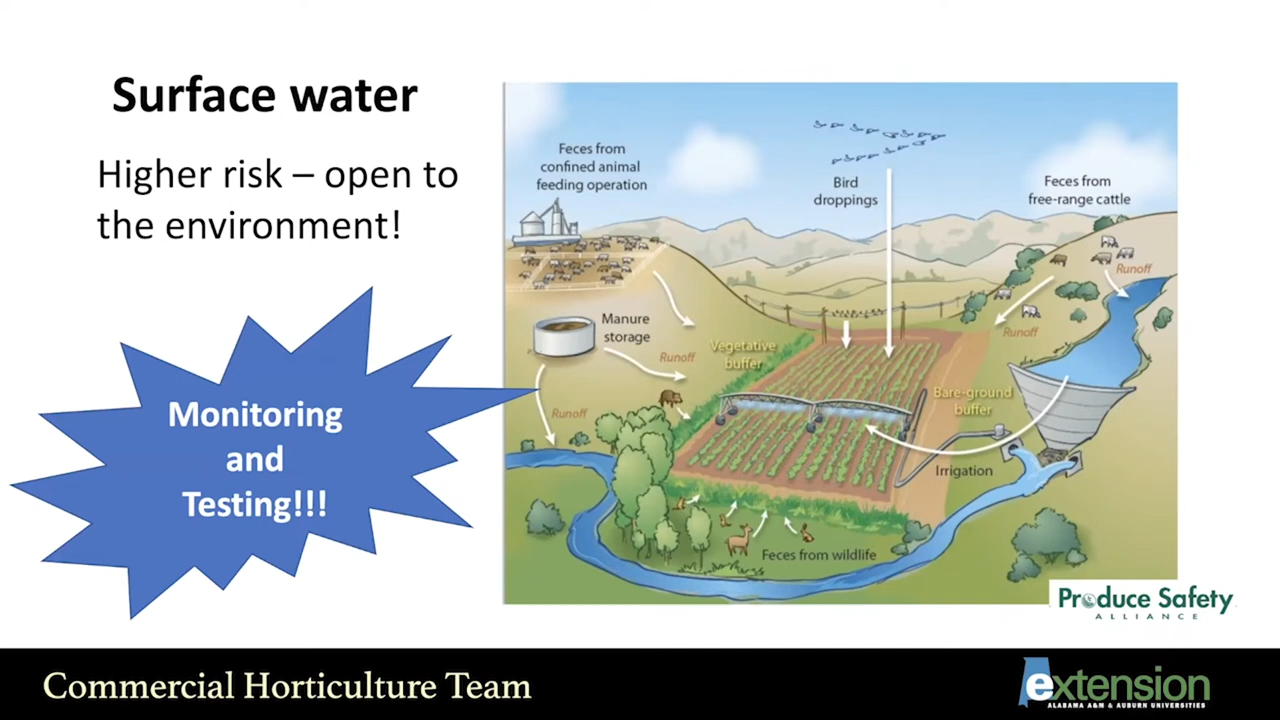 Surface water
Higher risk – open to
the environment!
Monitoring
and
Testing!!!
Feces from
confined animal
feeding operation
Bird
droppings
Feces from
free-range cattle
Runoff
Runoff
Manure
storage
Runoff
Vegetative
buffer
Runoff
Bare-ground
buffer
Irrigation
Feces from wildlife
Produce Safety
ALLIANCE
Commercial Horticulture Team
extension
ALABAMA A&M & AUBURN UNIVERSITIES